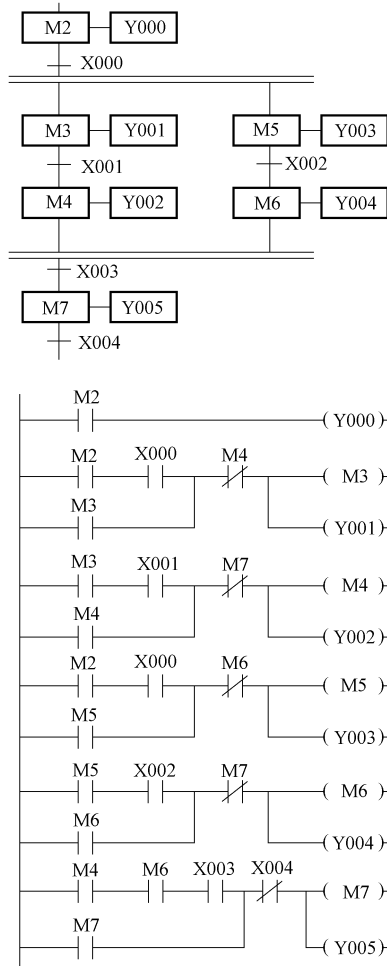 M2 Y000
X000
M3 Y001 M5 Y003
X001 X002
M4 Y002 M6 Y004
X003
M7 Y005
X004
M2
Y000
M2 X000 M4
M3
M3
Y001
M3 X001 M7
M4
M4
Y002
M2 X000 M6
M5
M5
Y003
M5 X002 M7
M6
M6
Y004
M4 M6 X003 X004
M7
M7
Y005